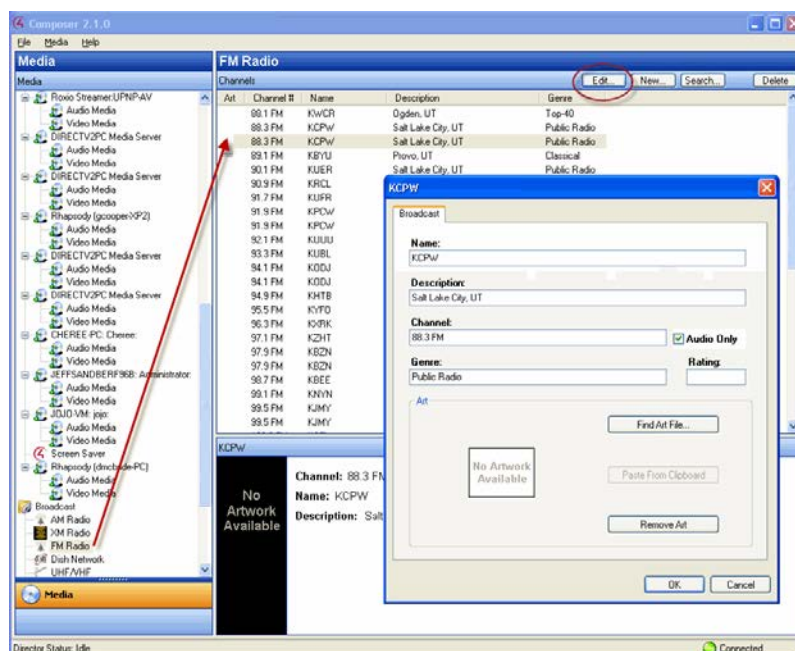 Composer 2.1.0
File Media Help
Media
Media
Roxio Streamer:UPNP-AV
Audio Media
Video Media
DIRECTV2PC Media Server
Audio Media
Video Media
DIRECTV2PC Media Server
Audio Media
Video Media
Rhapsody (gcooper-XP2)
Audio Media
Video Media
DIRECTV2PC Media Server
Audio Media
Video Media
DIRECTV2PC Media Server
Audio Media
Video Media
CHEREE-PC: Cheree:
Audio Media
Video Media
JEFFSANDBERF96B: Administrator:
Audio Media
Video Media
JOJO-VM: jojo:
Audio Media
Video Media
Screen Saver
Rhapsody (dmcbride-PC)
Audio Media
Video Media
Broadcast
AM Radio
XM Radio
FM Radio
Dish Network
UHF/VHF
Media
Director Status: Idle
FM Radio
Channels Edit... New... Search... Delete
Art Channel # Name Description Genre
88.1 FM KWCR Ogden, UT Top-40
88.3 FM KCPW Salt Lake City, UT Public Radio
88.3 FM KCPW Salt Lake City, UT Public Radio
89.1 FM KBYU Provo, UT Classical
90.1 FM KUER Salt Lake City, UT Public Radio
90.9 FM KRCL
91.7 FM KUFR
91.9 FM KPCW
91.9 FM KPCW
92.1 FM KUUU
93.3 FM KUBL
94.1 FM KODJ
94.1 FM KODJ
94.9 FM KHTB
95.5 FM KYFO
96.3 FM KXRK
97.1 FM KZHT
97.9 FM KBZN
97.9 FM KBZN
98.7 FM KBEE
99.1 FM KNYN
99.5 FM KJMY
99.5 FM KJMY
KCPW
No
Artwork
Available
Channel: 88.3 FM
Name: KCPW
Description: Salt
KCPW
Broadcast
Name:
KCPW
Description:
Salt Lake City, UT
Channel:
88.3 FM
Audio Only
Genre:
Rating:
Public Radio
Art
Find Art File...
No Artwork
Available
Paste From Clipboard
Remove Art
OK Cancel
Connected